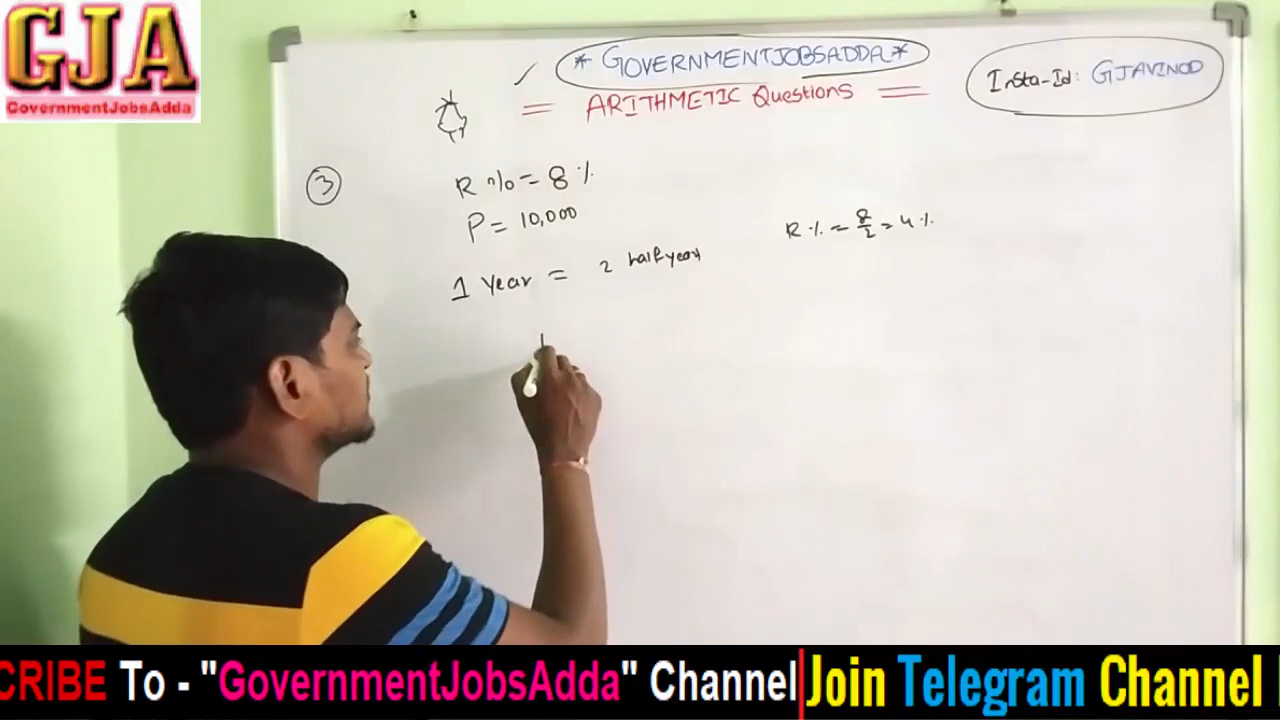 GJA
GovernmentJobsAdda
* GOVERNMENTJOBSADDA *
Insta-Id: GJAVINOD
= ARITHMETIC Questions =
3
R % = 8 %
P = 10,000
R % = 8/2 = 4 %
1 Year = 2 half years
CRIBE To - "GovernmentJobsAdda" Channel
Join Telegram Channel